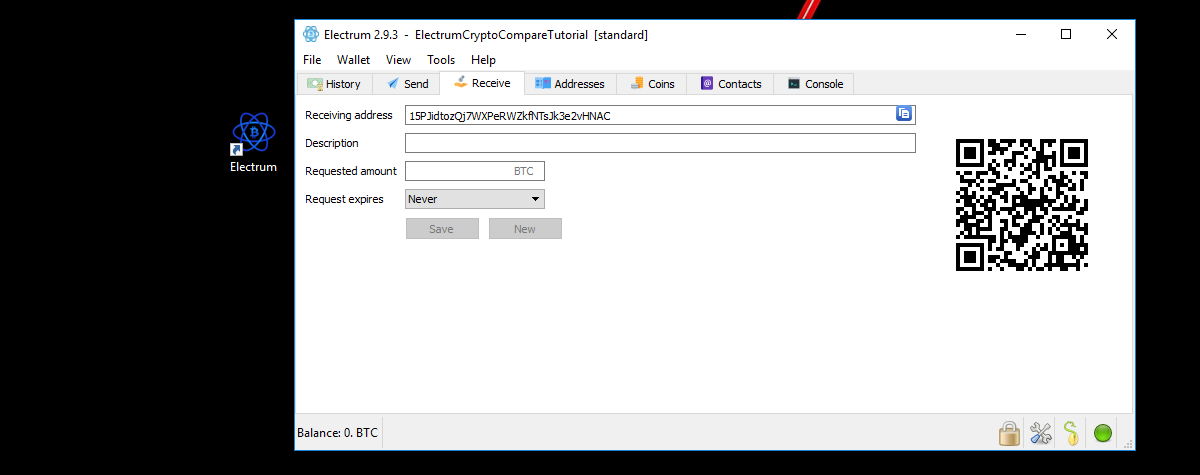 Electrum 2.9.3 - ElectrumCryptoCompareTutorial [standard]
File Wallet View Tools Help
History Send Receive Addresses Coins Contacts Console
Receiving address 15PJidtozQj7WXPeRWZkfNTsJk3e2vHNAC
Description
Requested amount BTC
Request expires Never
Save New
Electrum
Balance: 0. BTC